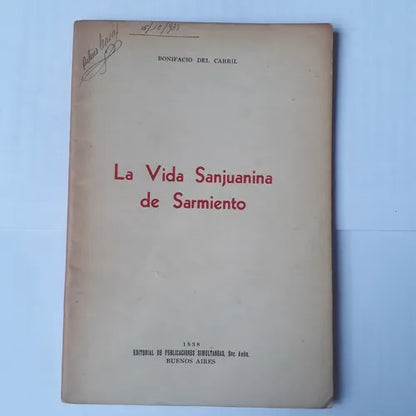 BONIFACIO DEL CARRIL
La Vida Sanjuanina
de Sarmiento
1938
EDITORIAL DE PUBLICACIONES SIMULTANEAS, Soc. Anón.
BUENOS AIRES